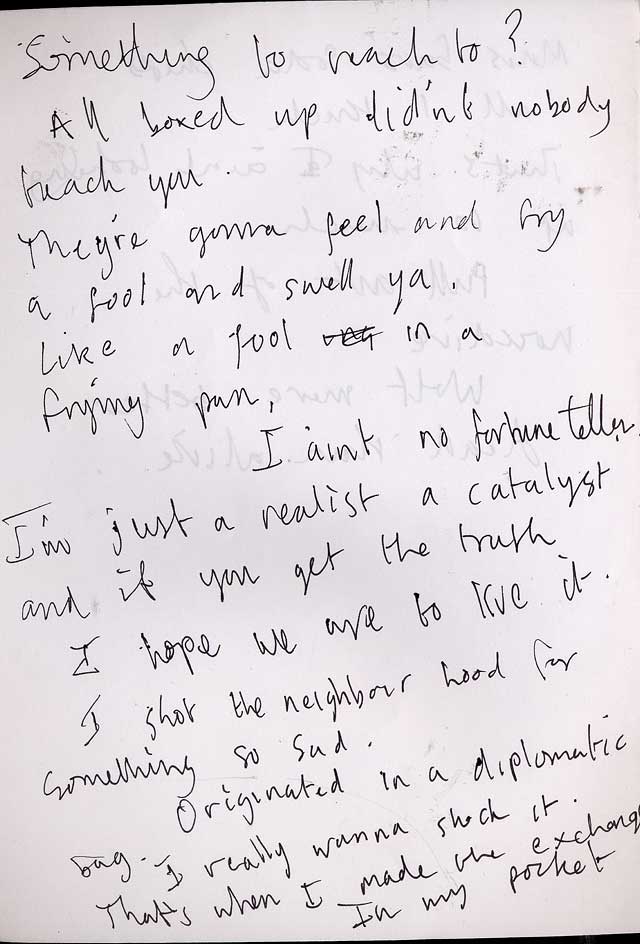 Something to reach to?
All boxed up didn't nobody
teach you.
They're gonna feel and fry
a fool and swell ya.
Like a fool in a
frying pan,
I aint no fortune teller.
I'm just a realist a catalyst
and if you get the truth
I hope we are to live it.
I shot the neighbour hood for
something so sad.
Originated in a diplomatic
bag. I really wanna shock it.
That's when I made the exchange
In my pocket